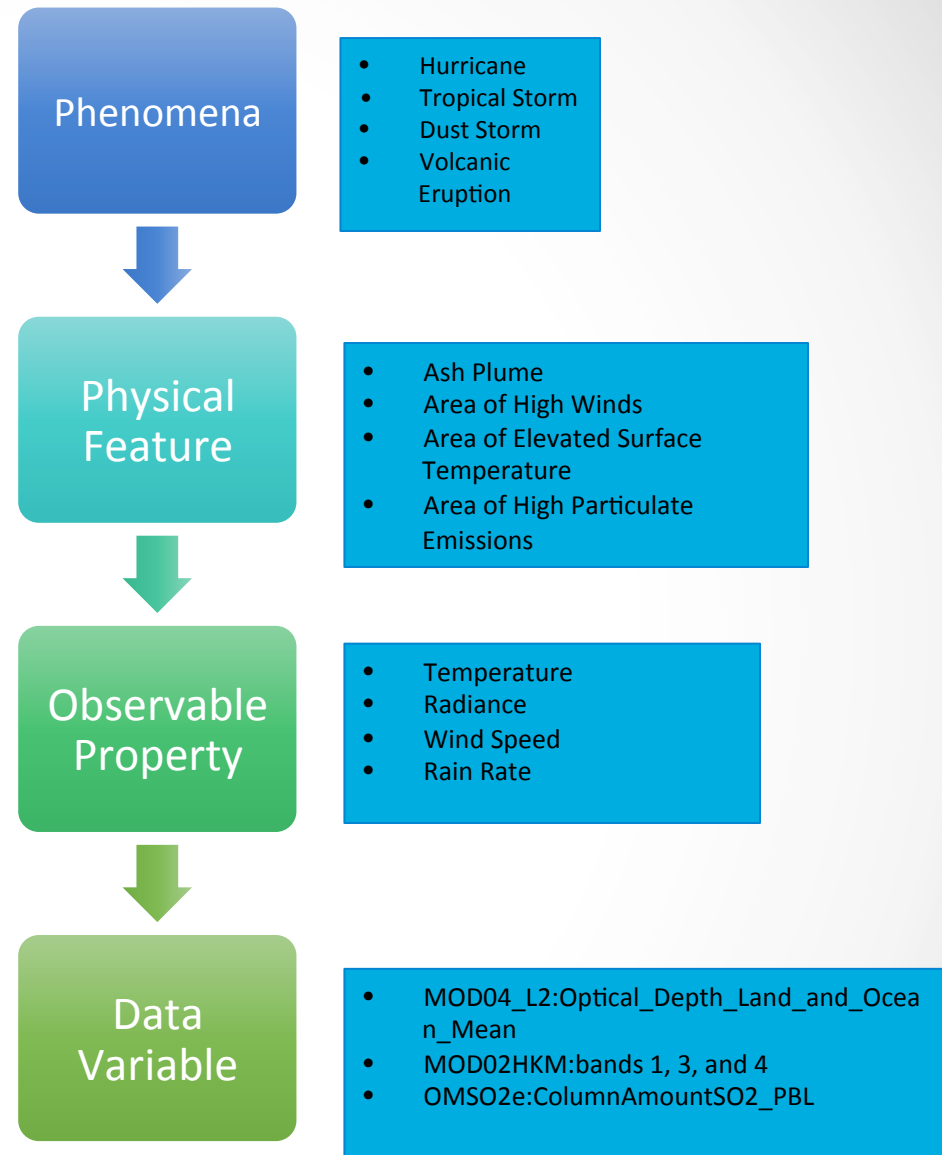 Phenomena
• Hurricane
• Tropical Storm
• Dust Storm
• Volcanic
Eruption
Physical
Feature
• Ash Plume
• Area of High Winds
• Area of Elevated Surface
Temperature
• Area of High Particulate
Emissions
Observable
Property
• Temperature
• Radiance
• Wind Speed
• Rain Rate
Data
Variable
• MOD04_L2:Optical_Depth_Land_and_Ocea
n_Mean
• MOD02HKM:bands 1, 3, and 4
• OMSO2e:ColumnAmountSO2_PBL